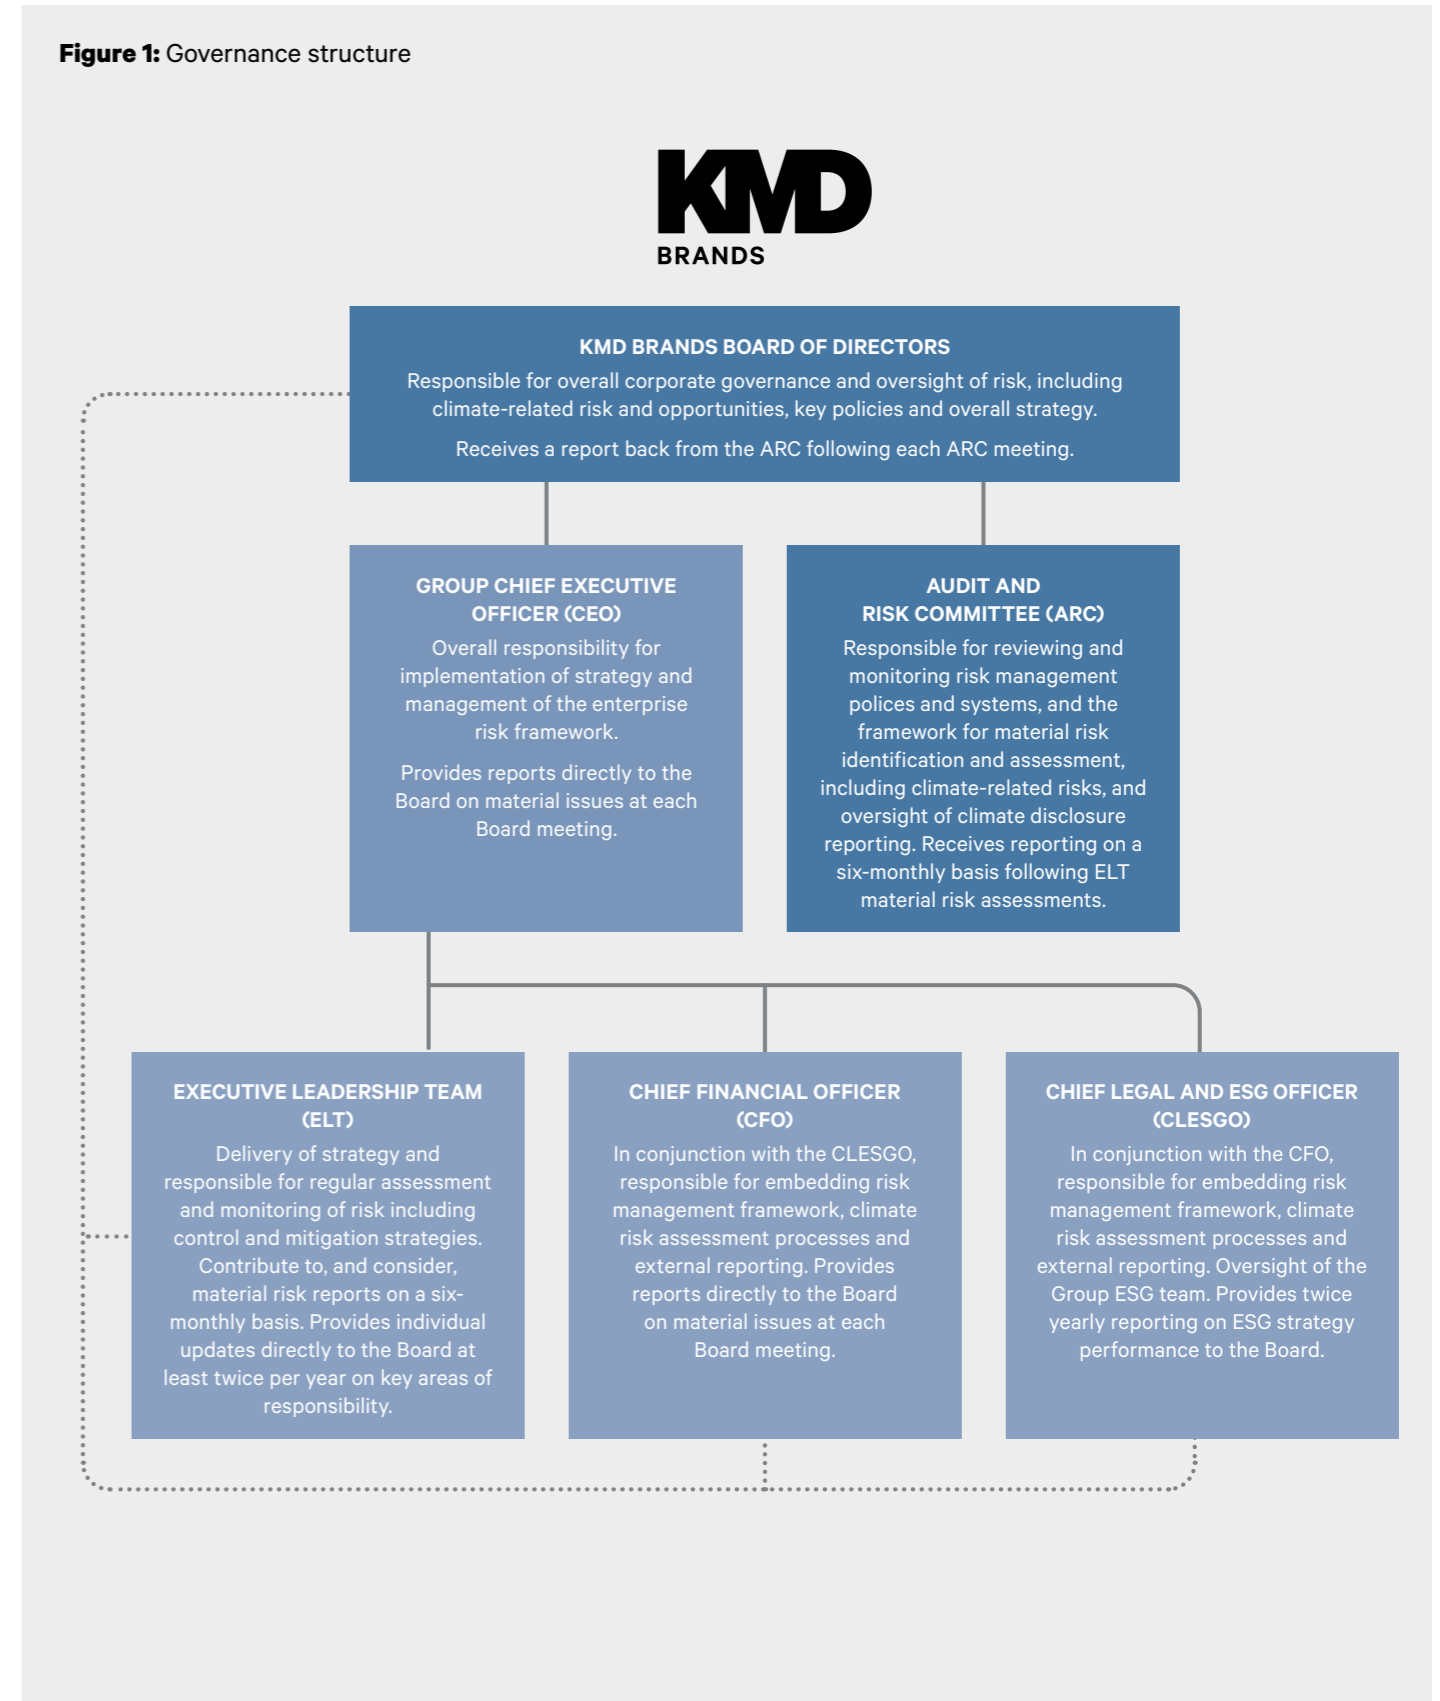 Figure 1: Governance structure
KMD
BRANDS
KMD BRANDS BOARD OF DIRECTORS
Responsible for overall corporate governance and oversight of risk, including
climate-related risk and opportunities, key policies and overall strategy.
Receives a report back from the ARC following each ARC meeting.
GROUP CHIEF EXECUTIVE
OFFICER (CEO)
Overall responsibility for
implementation of strategy and
management of the enterprise
risk framework.
Provides reports directly to the
Board on material issues at each
Board meeting.
AUDIT AND
RISK COMMITTEE (ARC)
Responsible for reviewing and
monitoring risk management
polices and systems, and the
framework for material risk
identification and assessment,
including climate-related risks, and
oversight of climate disclosure
reporting. Receives reporting on a
six-monthly basis following ELT
material risk assessments.
EXECUTIVE LEADERSHIP TEAM
(ELT)
Delivery of strategy and
responsible for regular assessment
and monitoring of risk including
control and mitigation strategies.
Contribute to, and consider,
material risk reports on a six-
monthly basis. Provides individual
updates directly to the Board at
least twice per year on key areas of
responsibility.
CHIEF FINANCIAL OFFICER
(CFO)
In conjunction with the CLESGO,
responsible for embedding risk
management framework, climate
risk assessment processes and
external reporting. Provides
reports directly to the Board
on material issues at each
Board meeting.
CHIEF LEGAL AND ESG OFFICER
(CLESGO)
In conjunction with the CFO,
responsible for embedding risk
management framework, climate
risk assessment processes and
external reporting. Oversight of the
Group ESG team. Provides twice
yearly reporting on ESG strategy
performance to the Board.